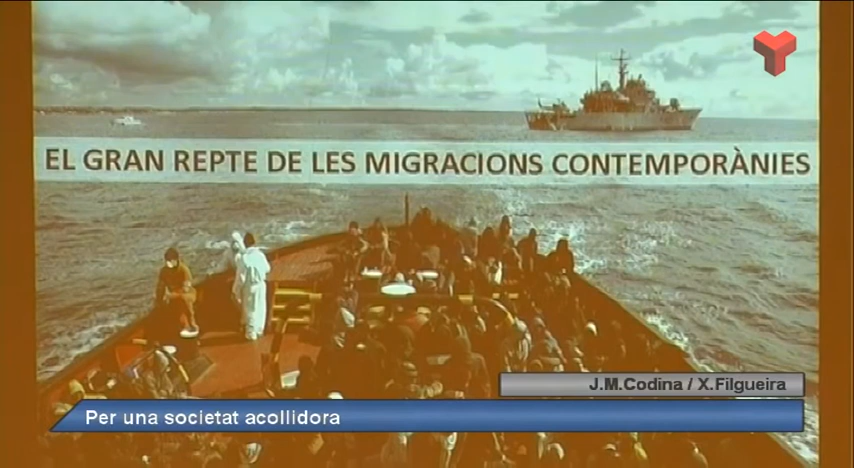 EL GRAN REPTE DE LES MIGRACIONS CONTEMPORÀNIES
J.M.Codina / X.Filgueira
Per una societat acollidora